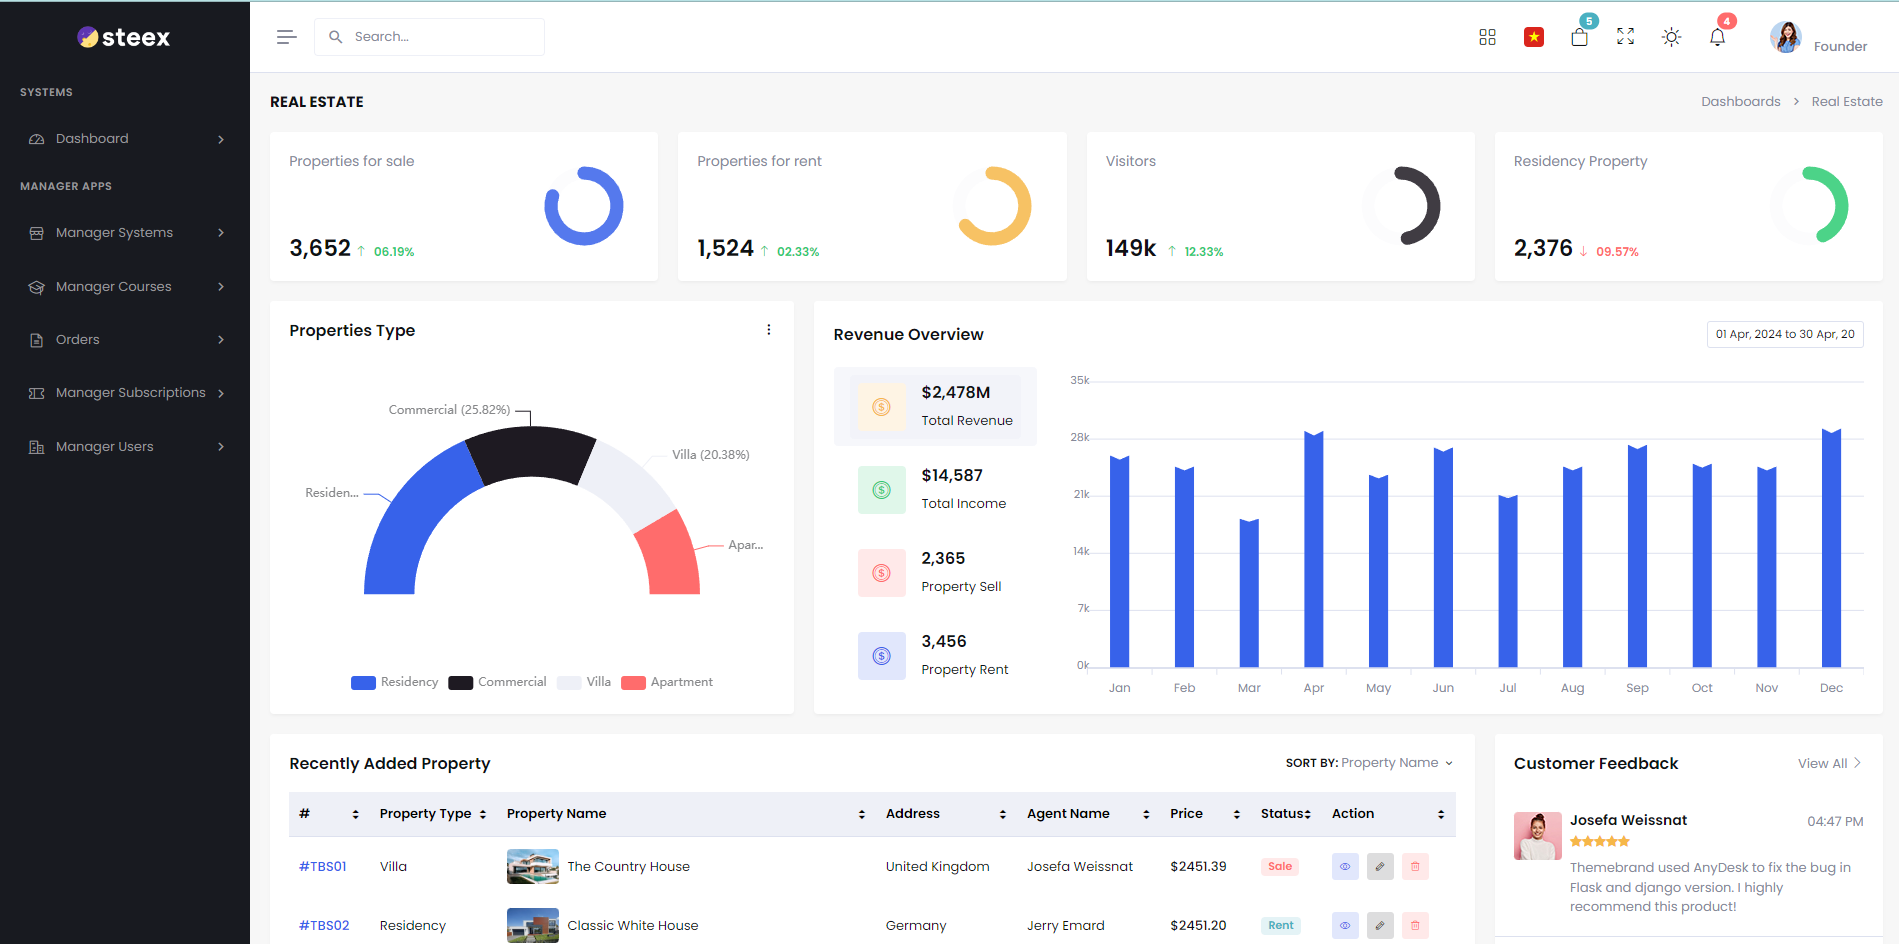 steex
SYSTEMS
Dashboard
MANAGER APPS
Manager Systems
Manager Courses
Orders
Manager Subscriptions
Manager Users
Search...
5
4
Founder
REAL ESTATE
Dashboards > Real Estate
Properties for sale
3,652 ↑ 06.19%
Properties for rent
1,524 ↑ 02.33%
Visitors
149k ↑ 12.33%
Residency Property
2,376 ↓ 09.57%
Properties Type
Commercial (25.82%)
Villa (20.38%)
Residen...
Apar...
Residency Commercial Villa Apartment
Revenue Overview
01 Apr, 2024 to 30 Apr, 20
$2,478M
Total Revenue
$14,587
Total Income
2,365
Property Sell
3,456
Property Rent
35k
28k
21k
14k
7k
0k
Jan Feb Mar Apr May Jun Jul Aug Sep Oct Nov Dec
Recently Added Property
SORT BY: Property Name
# Property Type Property Name Address Agent Name Price Status Action
#TBS01 Villa The Country House United Kingdom Josefa Weissnat $2451.39 Sale
#TBS02 Residency Classic White House Germany Jerry Emard $2451.20 Rent
Customer Feedback
View All >
Josefa Weissnat
04:47 PM
Themebrand used AnyDesk to fix the bug in
Flask and django version. I highly
recommend this product!